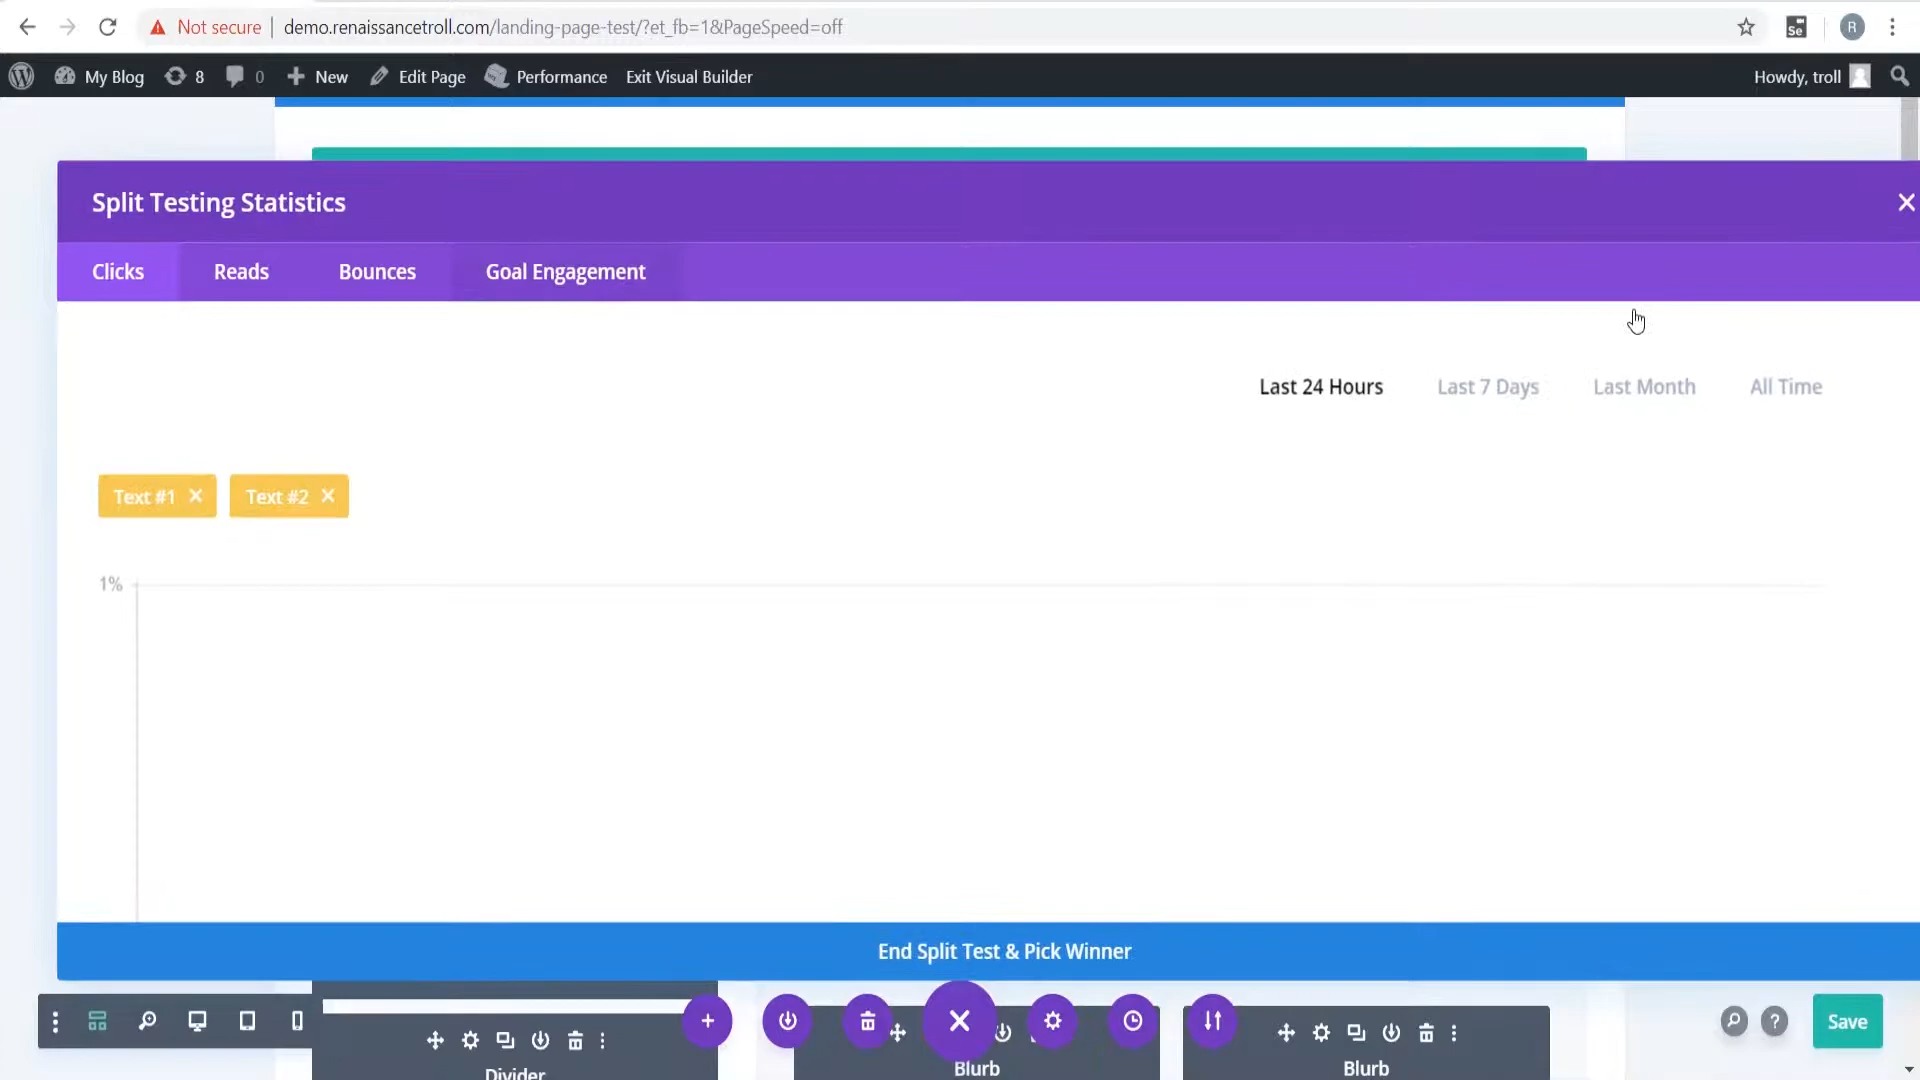 Not secure | demo.renaissancetroll.com/landing-page-test/?et_fb=1&PageSpeed=off
Se
R
My Blog 8 0 New Edit Page Performance Exit Visual Builder Howdy, troll
Split Testing Statistics
Clicks Reads Bounces Goal Engagement
Last 24 Hours Last 7 Days Last Month All Time
Text #1 Text #2
1%
End Split Test & Pick Winner
Save
Divider
Blurb
Blurb